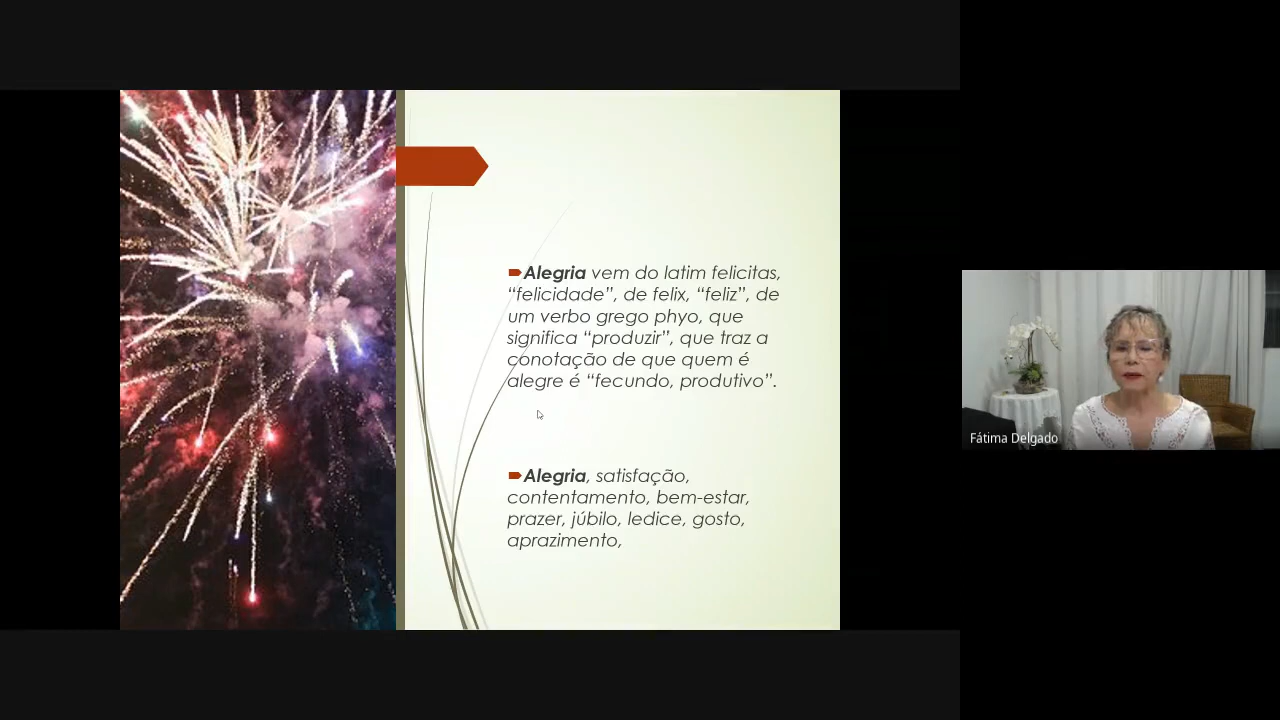 Alegria vem do latim felicitas,
“felicidade”, de felix, “feliz”, de
um verbo grego phyo, que
significa “produzir”, que traz a
conotação de que quem é
alegre é “fecundo, produtivo”.
Alegria, satisfação,
contentamento, bem-estar,
prazer, júbilo, ledice, gosto,
aprazimento,
Fátima Delgado